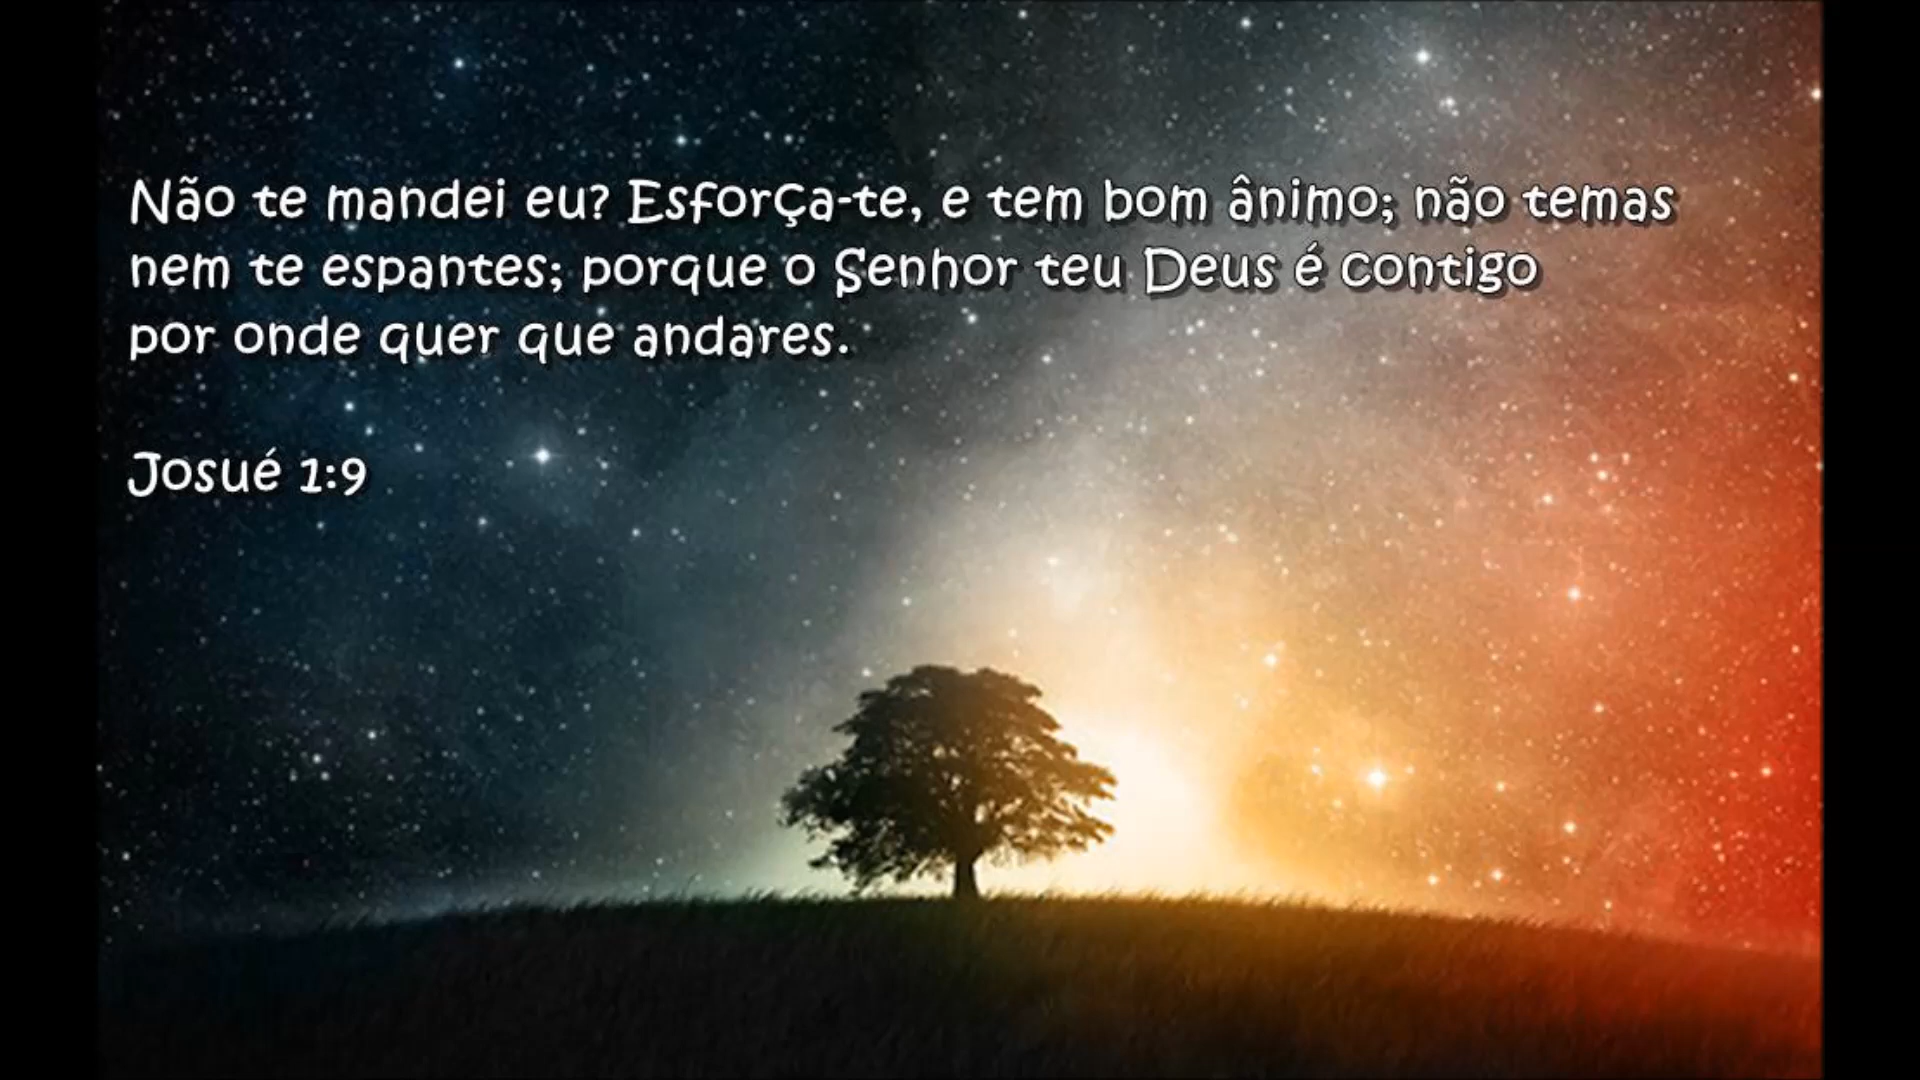 Não te mandei eu? Esforça-te, e tem bom ânimo; não temas
nem te espantes; porque o Senhor teu Deus é contigo
por onde quer que andares.
Josué 1:9